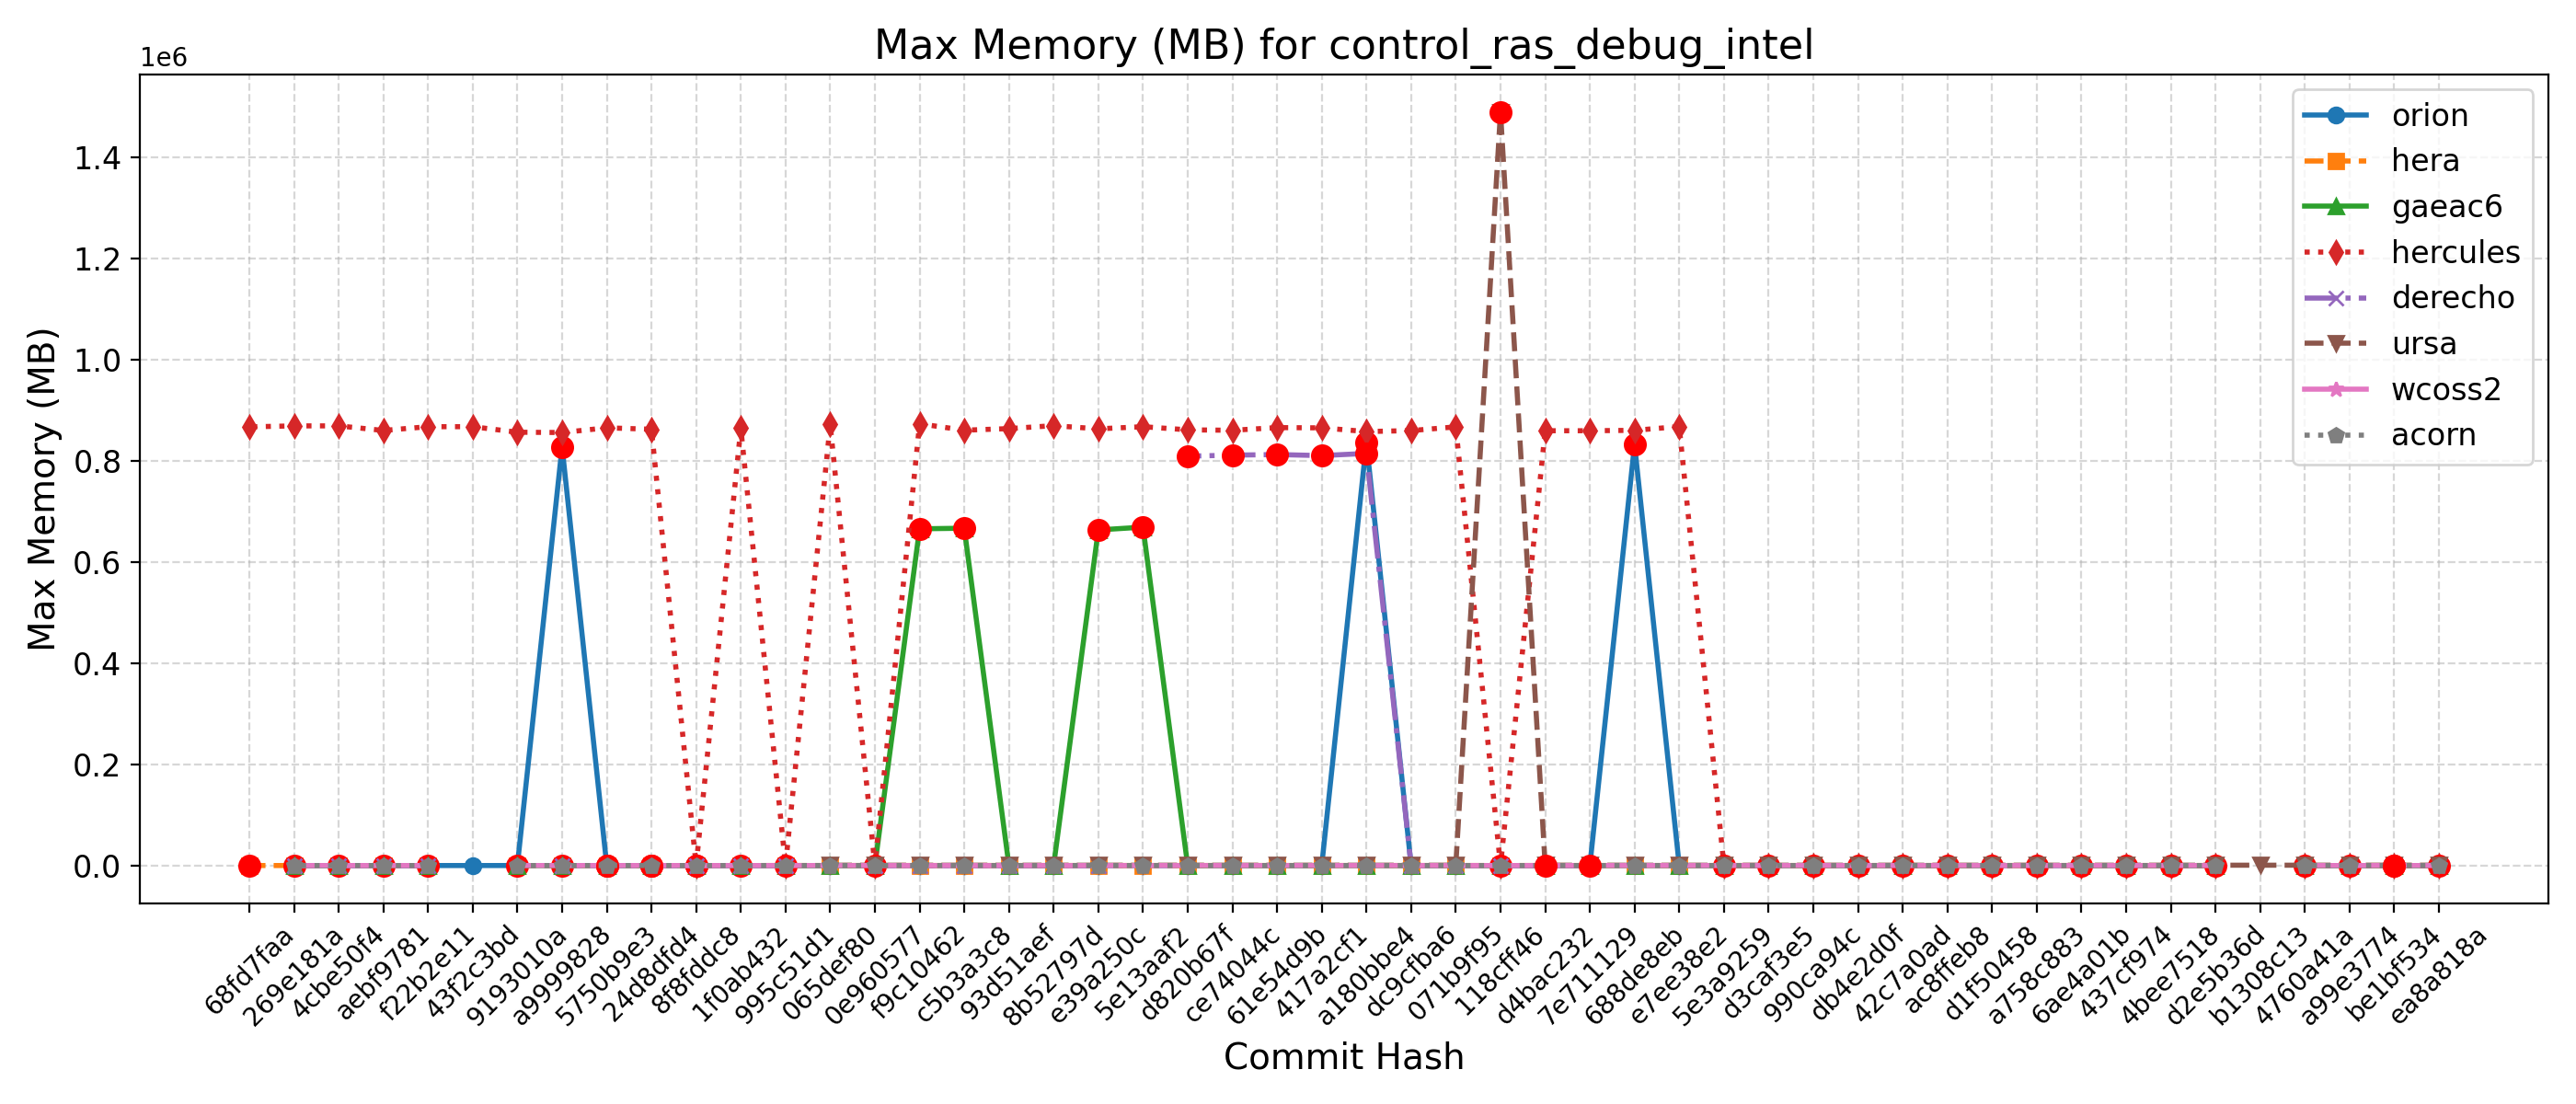 Max Memory (MB) for control_ras_debug_intel
1e6
1.4
1.2
1.0
0.8
0.6
0.4
0.2
0.0
Max Memory (MB)
orion
hera
gaeac6
hercules
derecho
ursa
wcoss2
acorn
68fd7faa
269e181a
4cbe50f4
aebf9781
f22b2e11
43f2c3bd
9193010a
a9999828
5750b9e3
24d8dfd4
8f8fddc8
1f0ab432
995c51d1
065def80
0e960577
f9c10462
c5b3a3c8
93d51aef
8b52797d
e39a250c
5e13aaf2
d820b67f
ce74044c
61e54d9b
417a2cf1
a180bbe4
dc9cfba6
071b9f95
118cff46
d4bac232
7e711129
688de8eb
e7ee38e2
5e3a9259
d3caf3e5
990ca94c
db4e2d0f
42c7a0ad
ac8ffeb8
d1f50458
a758c883
6ae4a01b
437cf974
4bee7518
d2e5b36d
b1308c13
4760a41a
a99e3774
be1bf534
ea8a818a
Commit Hash